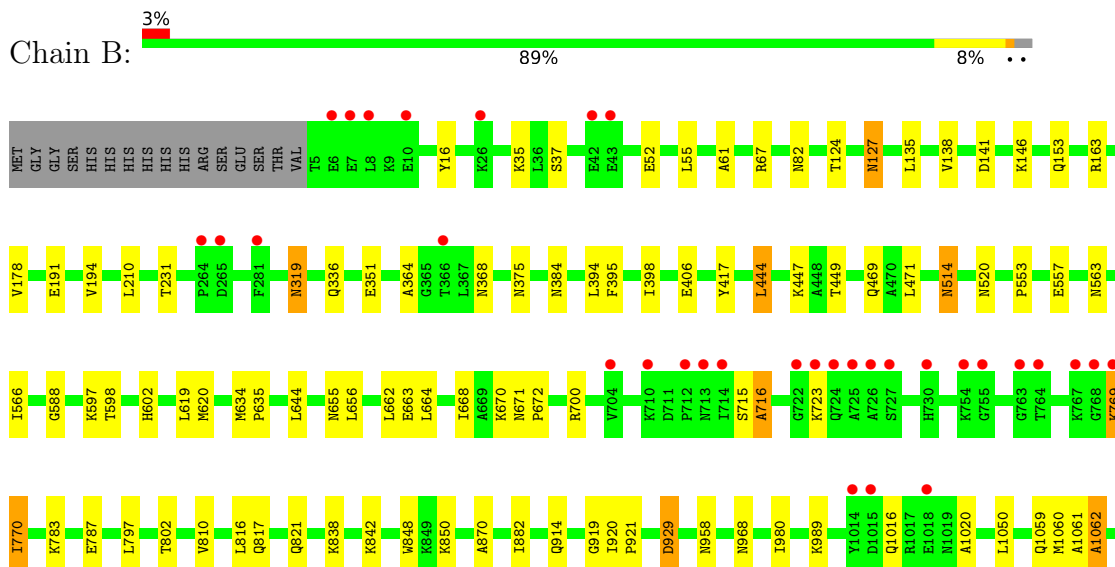 3%
Chain B:
89% 8% ••
MET GLY GLY SER HIS HIS HIS HIS HIS HIS ARG SER GLU SER THR VAL T5 E6 E7 L8 K9 E10 Y16 K26 K35 L36 S37 E42 E43 E52 L55 A61 R67 N82 T124 N127 L135 V138 D141 K146 Q153 R163
V178 E191 V194 L210 T231 P264 D265 F281 N319 Q336 E351 A364 G365 T366 L367 N368 N375 N384 L394 F395 I398 E406 Y417 L444 K447 A448 T449 Q469 A470 L471 N514 N520 P553 E557 N563
I566 G588 K597 T598 H602 L619 M620 M634 P635 L644 N655 L656 L662 E663 L664 I668 A669 K670 N671 P672 R700 V704 K710 D711 P712 N713 I714 S715 A716 G722 K723 Q724 A725 A726 S727 H730 K754 G755 G763 T764 K767 G768 K769
I770 K783 E787 L797 T802 V810 L816 Q817 Q821 K838 K842 W848 K849 K850 A870 I882 Q914 G919 I920 P921 D929 N958 N968 I980 K989 Y1014 D1015 Q1016 R1017 E1018 N1019 A1020 L1050 Q1059 M1060 A1061 A1062